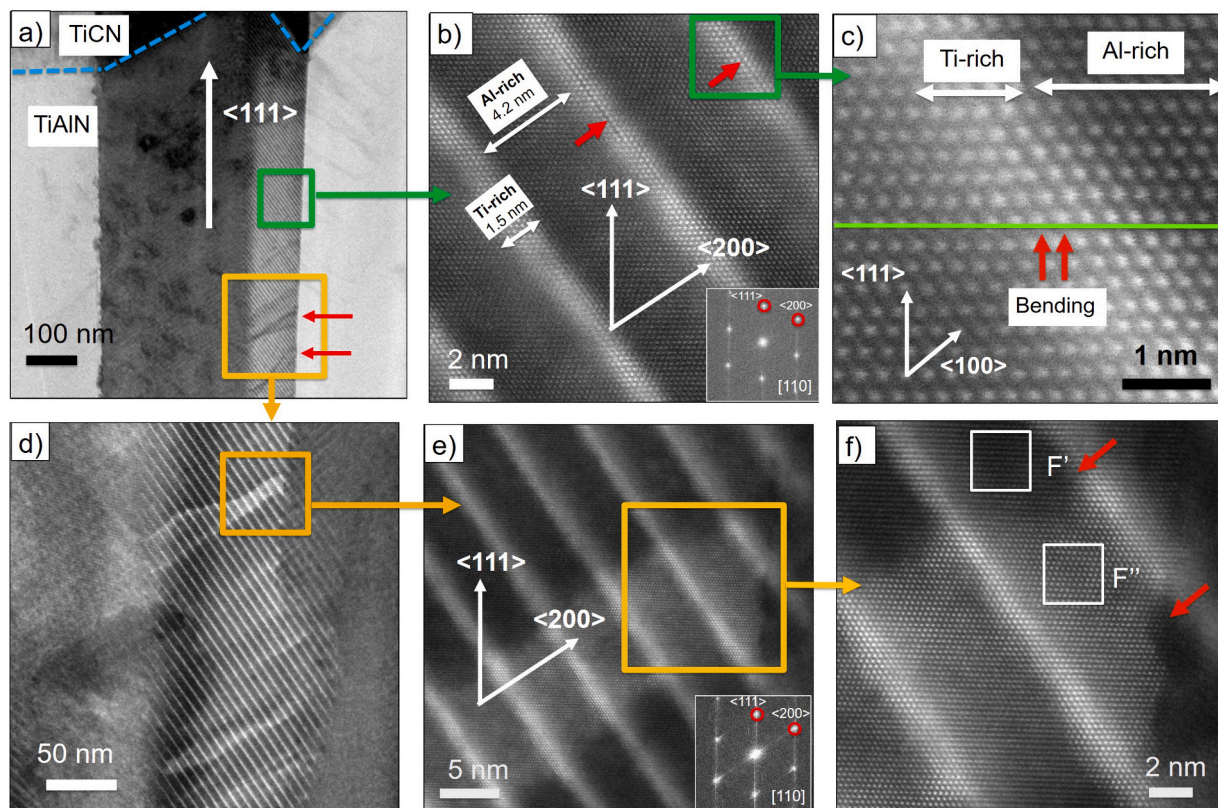 a)
TiCN
TiAlN
<111>
100 nm
b)
Al-rich
4.2 nm
Ti-rich
1.5 nm
<111>
<200>
2 nm
<111>
<200>
[110]
c)
Ti-rich
Al-rich
<111>
<100>
Bending
1 nm
d)
50 nm
e)
<111>
<200>
5 nm
<111>
<200>
[110]
f)
F'
F''
2 nm